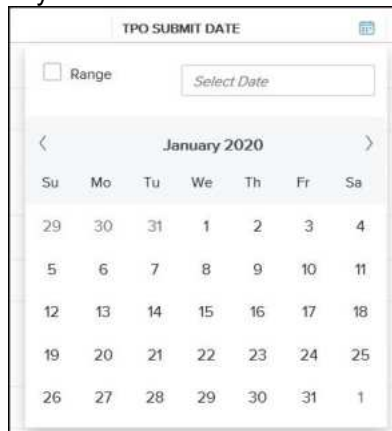 TPO SUBMIT DATE
Range Select Date
January 2020
Su Mo Tu We Th Fr Sa
29 30 31 1 2 3 4
5 6 7 8 9 10 11
12 13 14 15 16 17 18
19 20 21 22 23 24 25
26 27 28 29 30 31 1